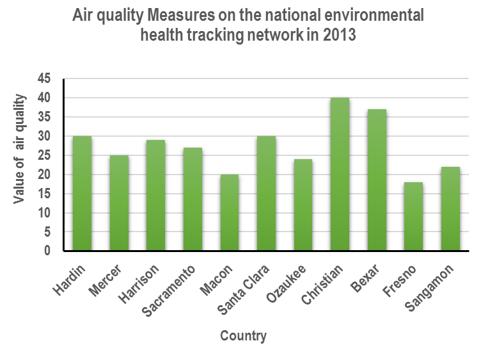 Air quality Measures on the national environmental
health tracking network in 2013
Value of air quality
45
40
35
30
25
20
15
10
5
0
Hardin
Mercer
Harrison
Sacramento
Macon
Santa Clara
Ozaukee
Christian
Bexar
Fresno
Sangamon
Country